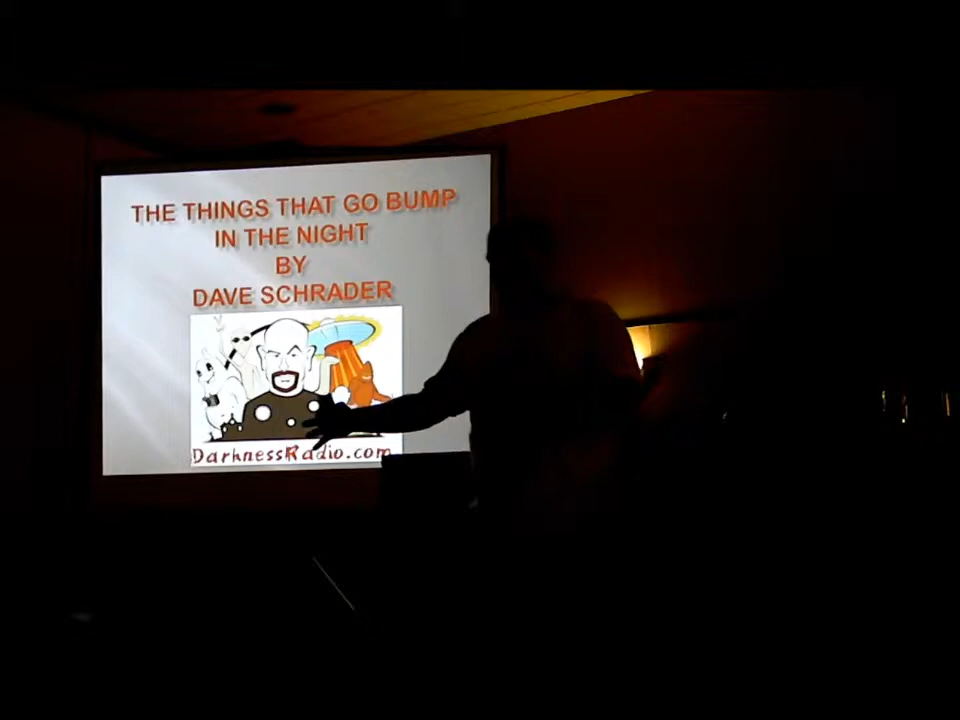 THE THINGS THAT GO BUMP
IN THE NIGHT
BY
DAVE SCHRADER
DarknessRadio.com